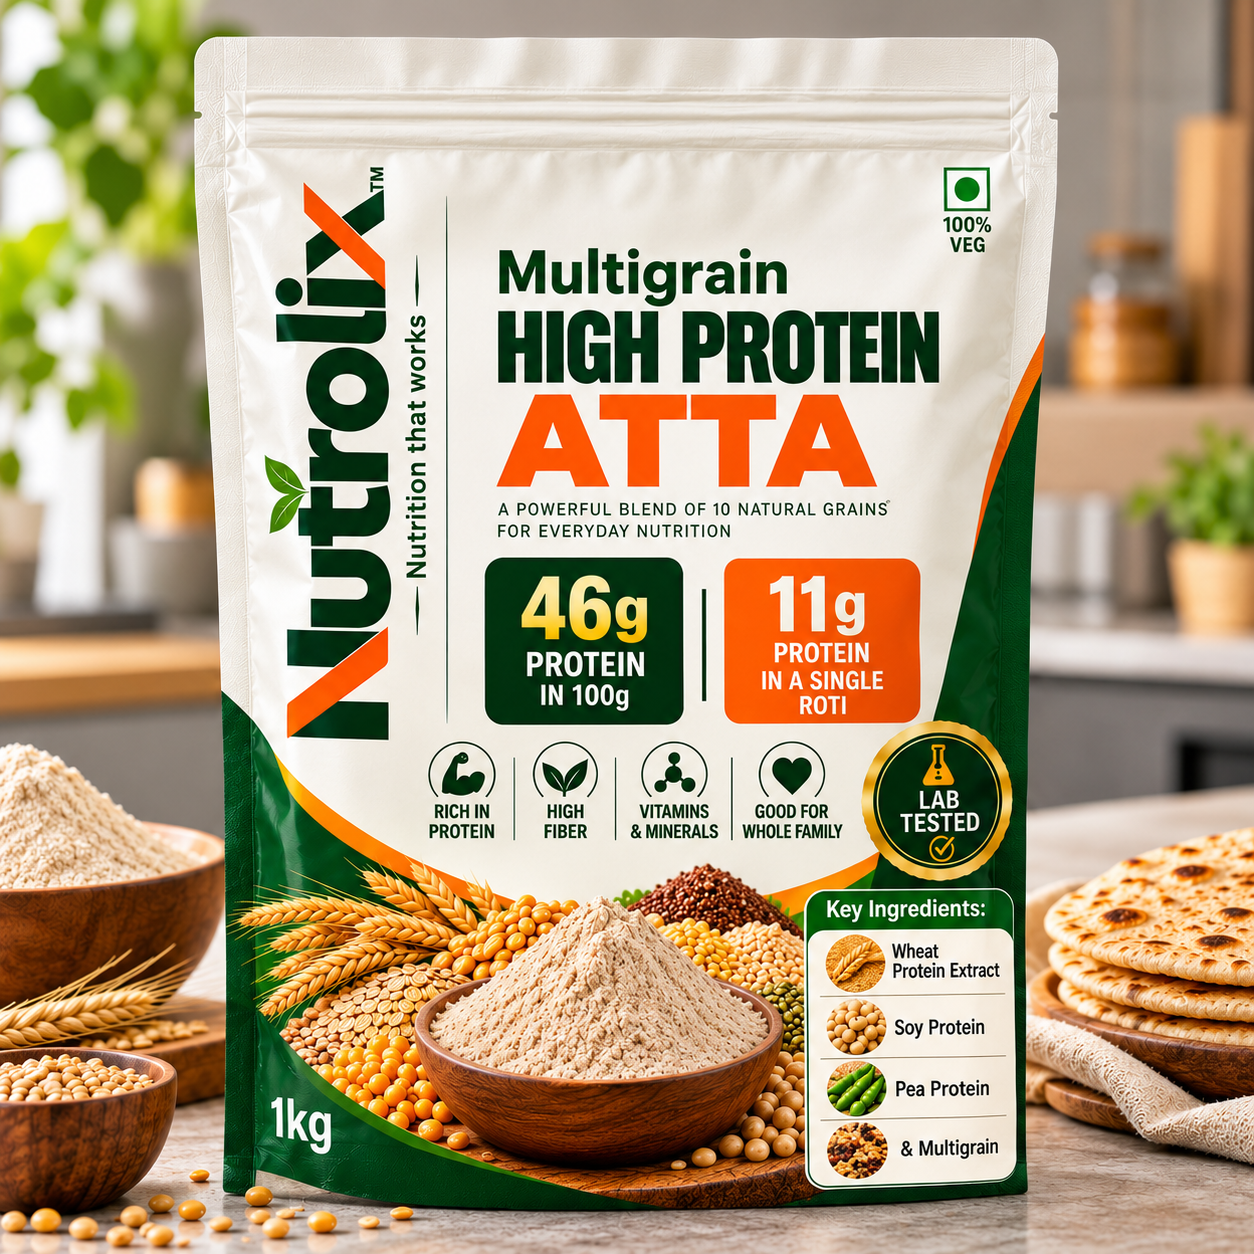 Nutrolix™
Nutrition that works
100%
VEG
Multigrain
HIGH PROTEIN
ATTA
A POWERFUL BLEND OF 10 NATURAL GRAINS
FOR EVERYDAY NUTRITION
46g
PROTEIN
IN 100g
11g
PROTEIN
IN A SINGLE
ROTI
RICH IN
PROTEIN
HIGH
FIBER
VITAMINS
& MINERALS
GOOD FOR
WHOLE FAMILY
LAB
TESTED
Key Ingredients:
Wheat
Protein Extract
Soy Protein
Pea Protein
& Multigrain
1kg